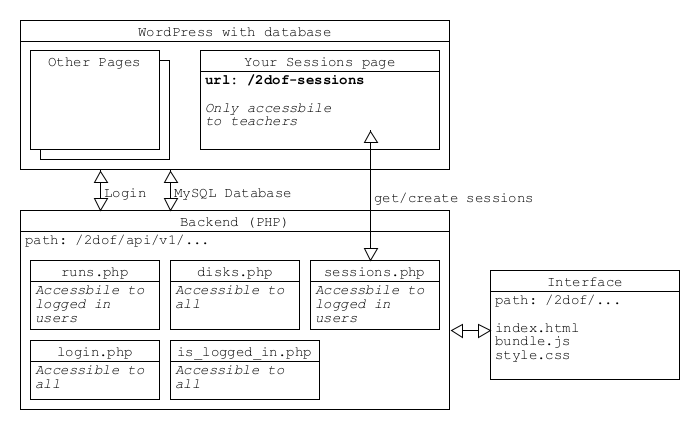 WordPress with database
Other Pages
Your Sessions page
url: /2dof-sessions
Only accessbile
to teachers
Login
MySQL Database
get/create sessions
Backend (PHP)
path: /2dof/api/v1/...
runs.php
Accessbile to
logged in
users
disks.php
Accessible to
all
sessions.php
Accessbile to
logged in
users
login.php
Accessible to
all
is_logged_in.php
Accessible to
all
Interface
path: /2dof/...
index.html
bundle.js
style.css